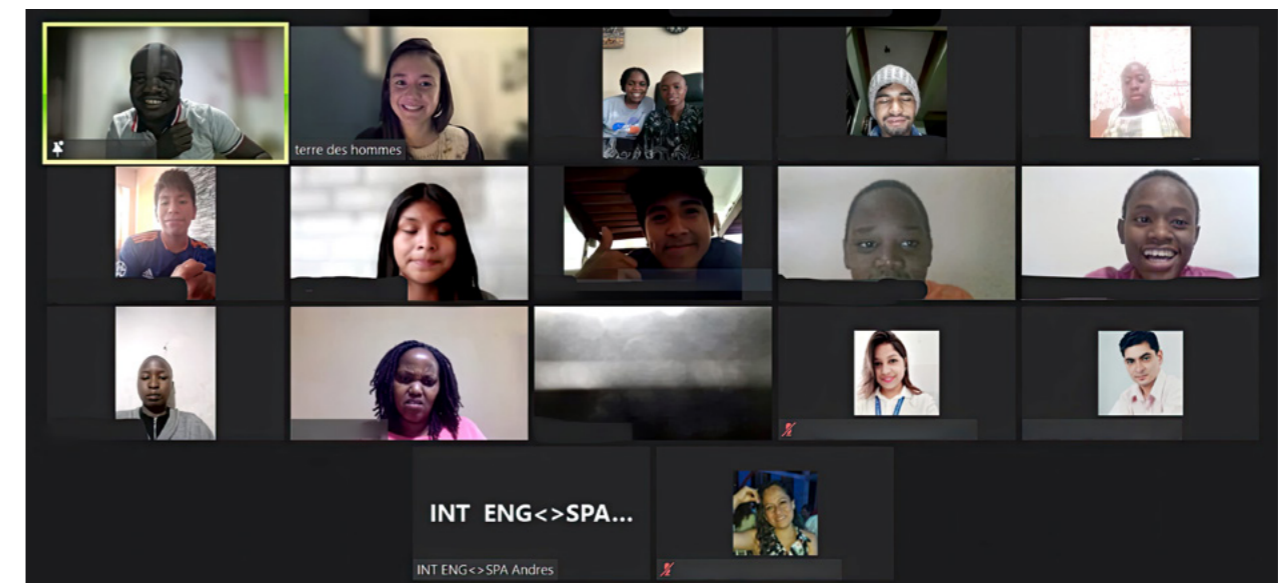 terre des hommes
INT ENG<>SPA...
INT ENG<>SPA Andres